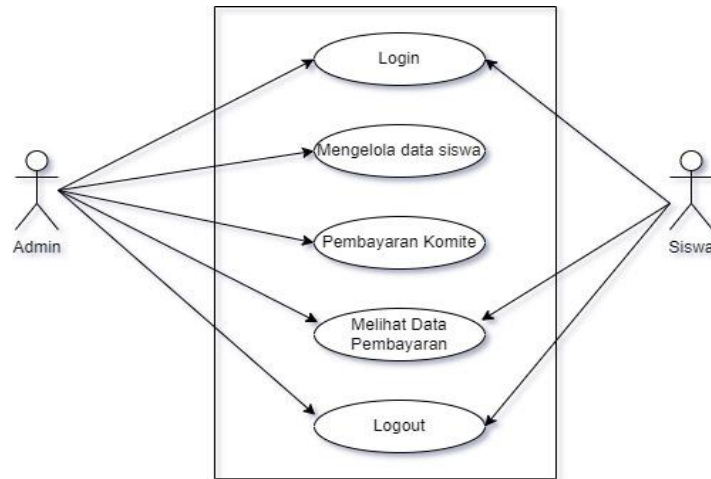 Login
Mengelola data siswa
Admin
Siswa
Pembayaran Komite
Melihat Data
Pembayaran
Logout